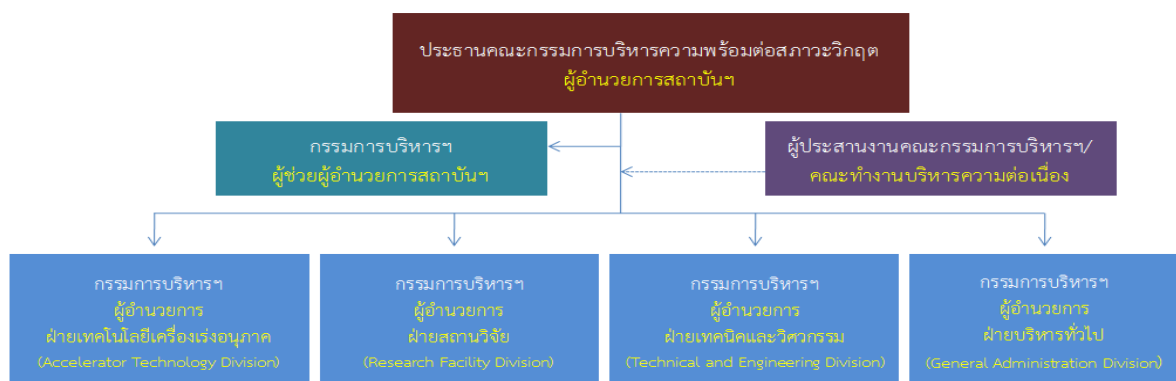 ประธานคณะกรรมการบริหารความพร้อมต่อสภาวะวิกฤต
ผู้อำนวยการสถาบันฯ
กรรมการบริหารฯ
ผู้ช่วยผู้อำนวยการสถาบันฯ
ผู้ประสานงานคณะกรรมการบริหารฯ/
คณะทำงานบริหารความต่อเนื่อง
กรรมการบริหารฯ
ผู้อำนวยการ
ฝ่ายเทคโนโลยีเครื่องเร่งอนุภาค
(Accelerator Technology Division)
กรรมการบริหารฯ
ผู้อำนวยการ
ฝ่ายสถานวิจัย
(Research Facility Division)
กรรมการบริหารฯ
ผู้อำนวยการ
ฝ่ายเทคนิคและวิศวกรรม
(Technical and Engineering Division)
กรรมการบริหารฯ
ผู้อำนวยการ
ฝ่ายบริหารทั่วไป
(General Administration Division)